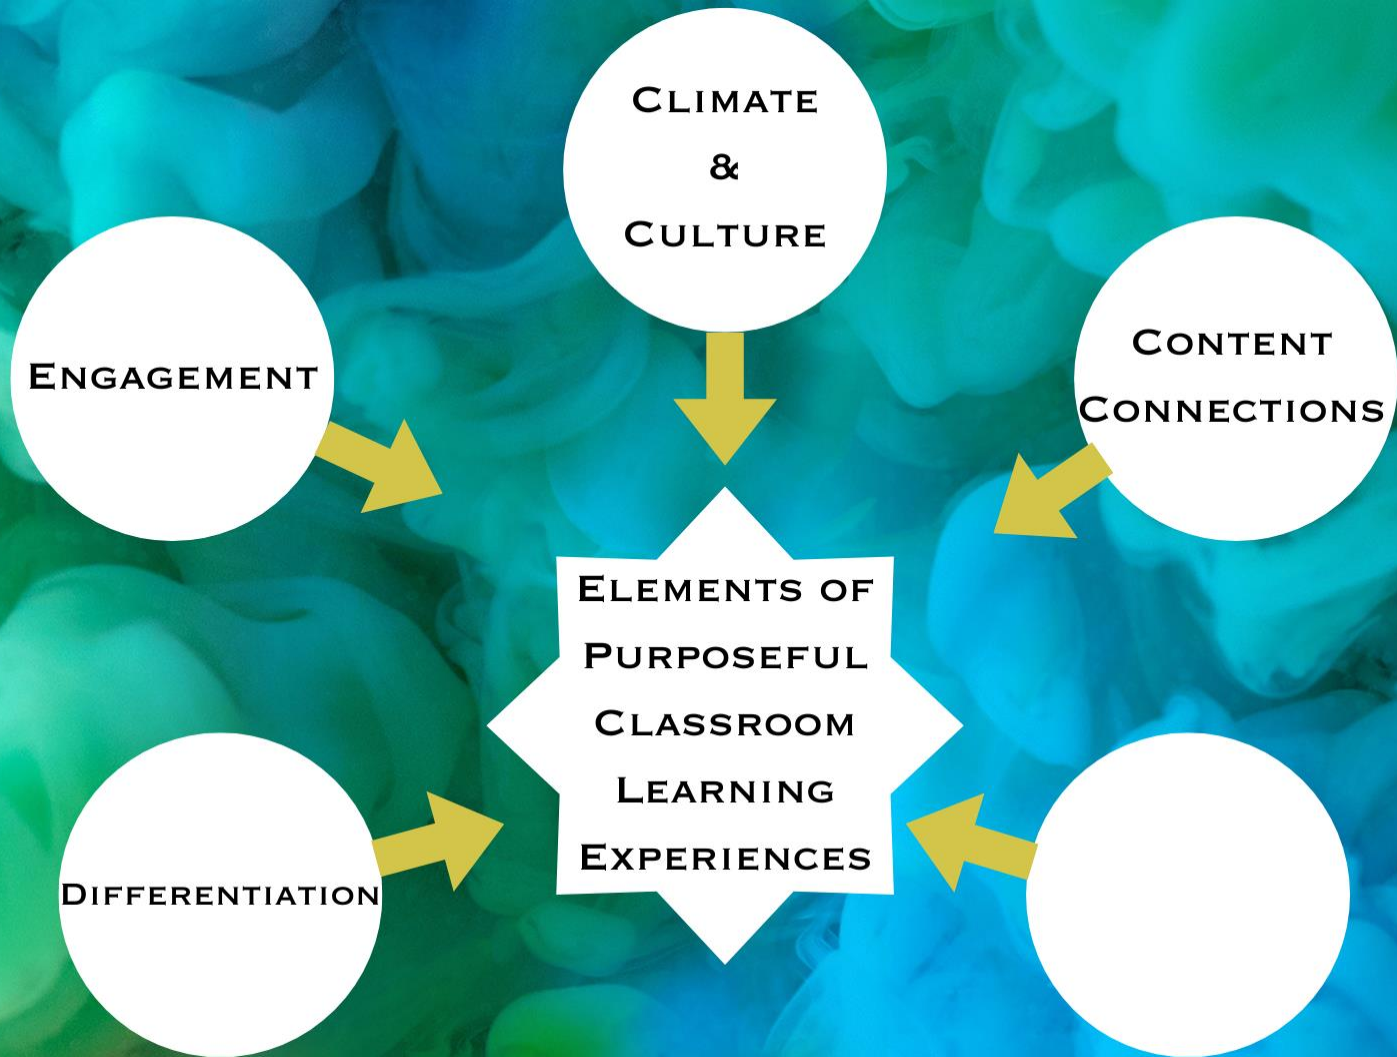 Climate
&
Culture
Engagement
Content
Connections
Elements of
Purposeful
Classroom
Learning
Experiences
Differentiation